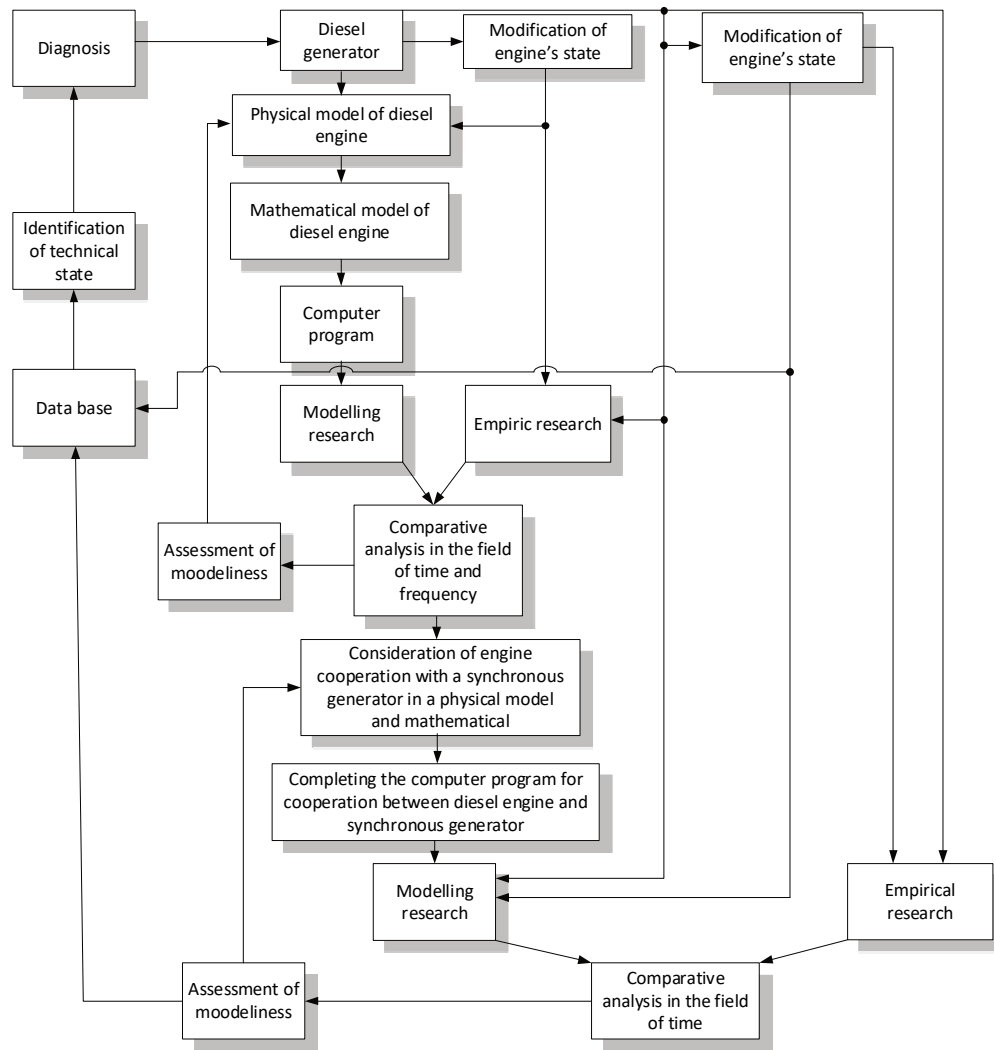 Diagnosis
Diesel
generator
Modification of
engine's state
Modification of
engine's state
Physical model of diesel
engine
Mathematical model of
diesel engine
Identification
of technical
state
Computer
program
Data base
Modelling
research
Empiric research
Comparative
analysis in the field
of time and
frequency
Assessment of
moodeliness
Consideration of engine
cooperation with a synchronous
generator in a physical model
and mathematical
Completing the computer program for
cooperation between diesel engine and
synchronous generator
Modelling
research
Empirical
research
Assessment of
moodeliness
Comparative
analysis in the field
of time